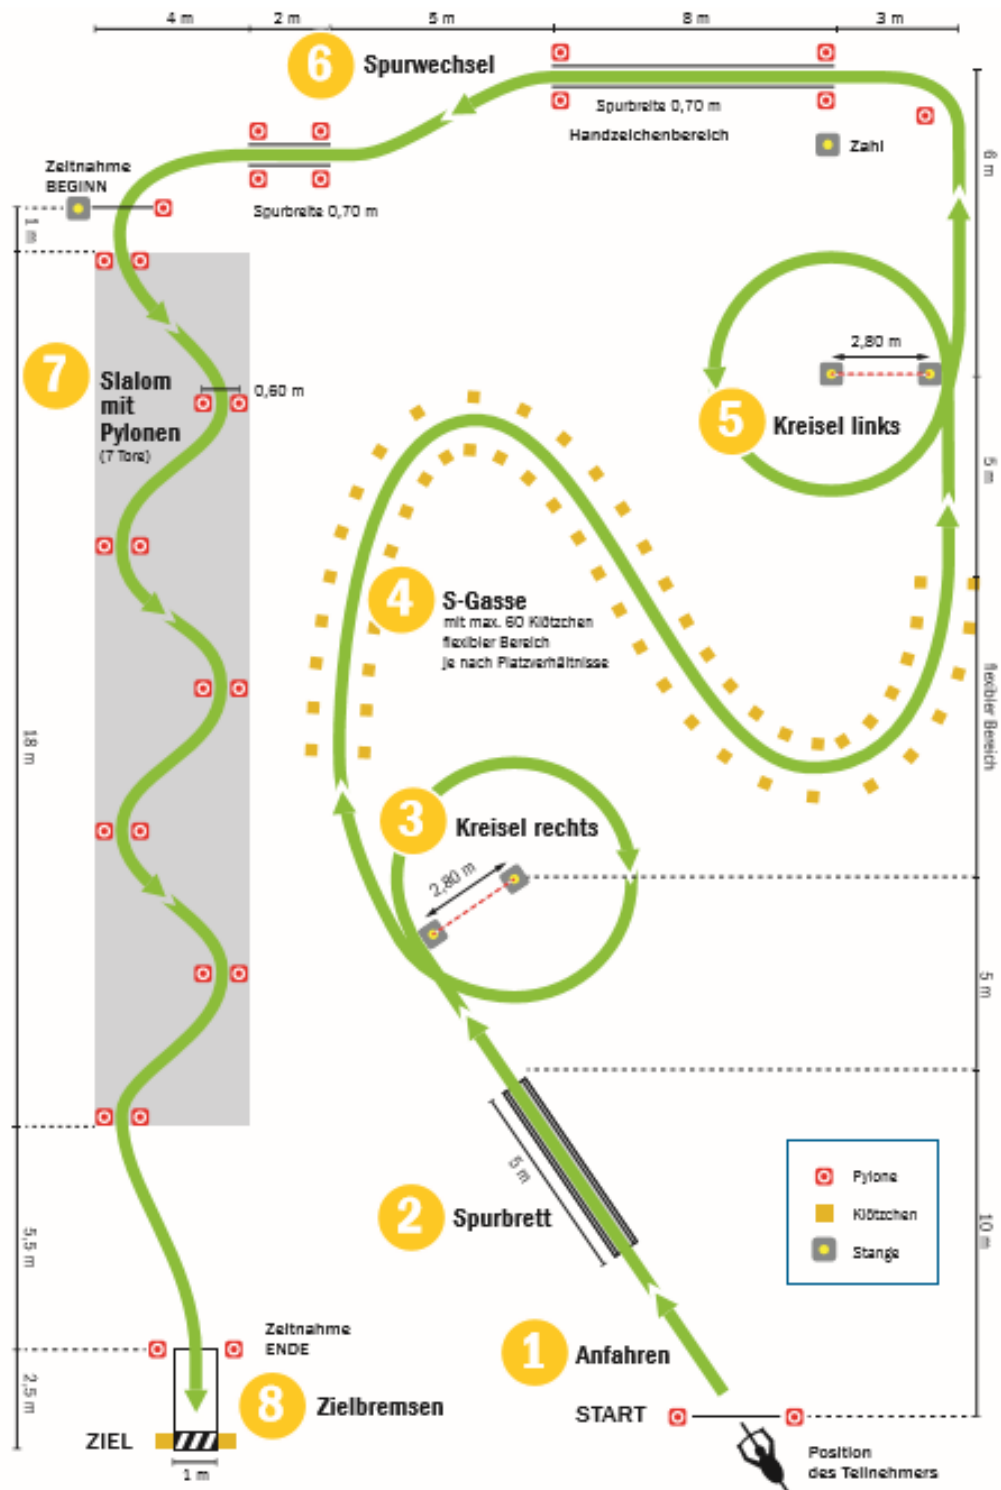 4 m
2 m
5 m
8 m
3 m
6
Spurwechsel
Spurbreite 0,70 m
Handzeichenbereich
Zahl
6 m
Zeitnahme
BEGINN
Spurbreite 0,70 m
1 m
7
Slalom
mit
Pylonen
(7 Tore)
0,60 m
2,80 m
5
Kreisel links
5 m
4
S-Gasse
mit max. 60 Klötzchen
flexibler Bereich
je nach Platzverhältnisse
flexibler Bereich
18 m
3
Kreisel rechts
2,80 m
5 m
5 m
2
Spurbrett
Pylone
Klötzchen
Stange
10 m
5,5 m
Zeitnahme
ENDE
1
Anfahren
2,5 m
8
Zielbremsen
START
ZIEL
1 m
Position
des Teilnehmers